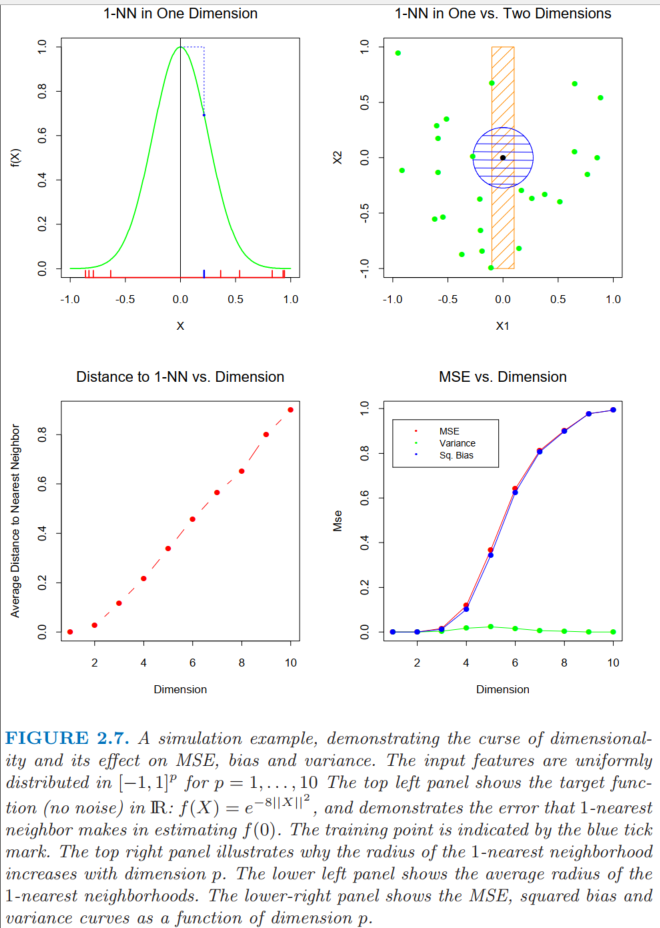 1-NN in One Dimension
f(X)
0.0 0.2 0.4 0.6 0.8 1.0
-1.0 -0.5 0.0 0.5 1.0
X
1-NN in One vs. Two Dimensions
X2
-1.0 -0.5 0.0 0.5 1.0
-1.0 -0.5 0.0 0.5 1.0
X1
Distance to 1-NN vs. Dimension
Average Distance to Nearest Neighbor
0.0 0.2 0.4 0.6 0.8
2 4 6 8 10
Dimension
MSE vs. Dimension
Mse
0.0 0.2 0.4 0.6 0.8 1.0
MSE
Variance
Sq. Bias
2 4 6 8 10
Dimension
FIGURE 2.7. A simulation example, demonstrating the curse of dimensional-
ity and its effect on MSE, bias and variance. The input features are uniformly
distributed in [−1, 1]ᵖ for p = 1, . . . , 10 The top left panel shows the target func-
tion (no noise) in ℝ: f(X) = e^{−8||X||²}, and demonstrates the error that 1-nearest
neighbor makes in estimating f(0). The training point is indicated by the blue tick
mark. The top right panel illustrates why the radius of the 1-nearest neighborhood
increases with dimension p. The lower left panel shows the average radius of the
1-nearest neighborhoods. The lower-right panel shows the MSE, squared bias and
variance curves as a function of dimension p.